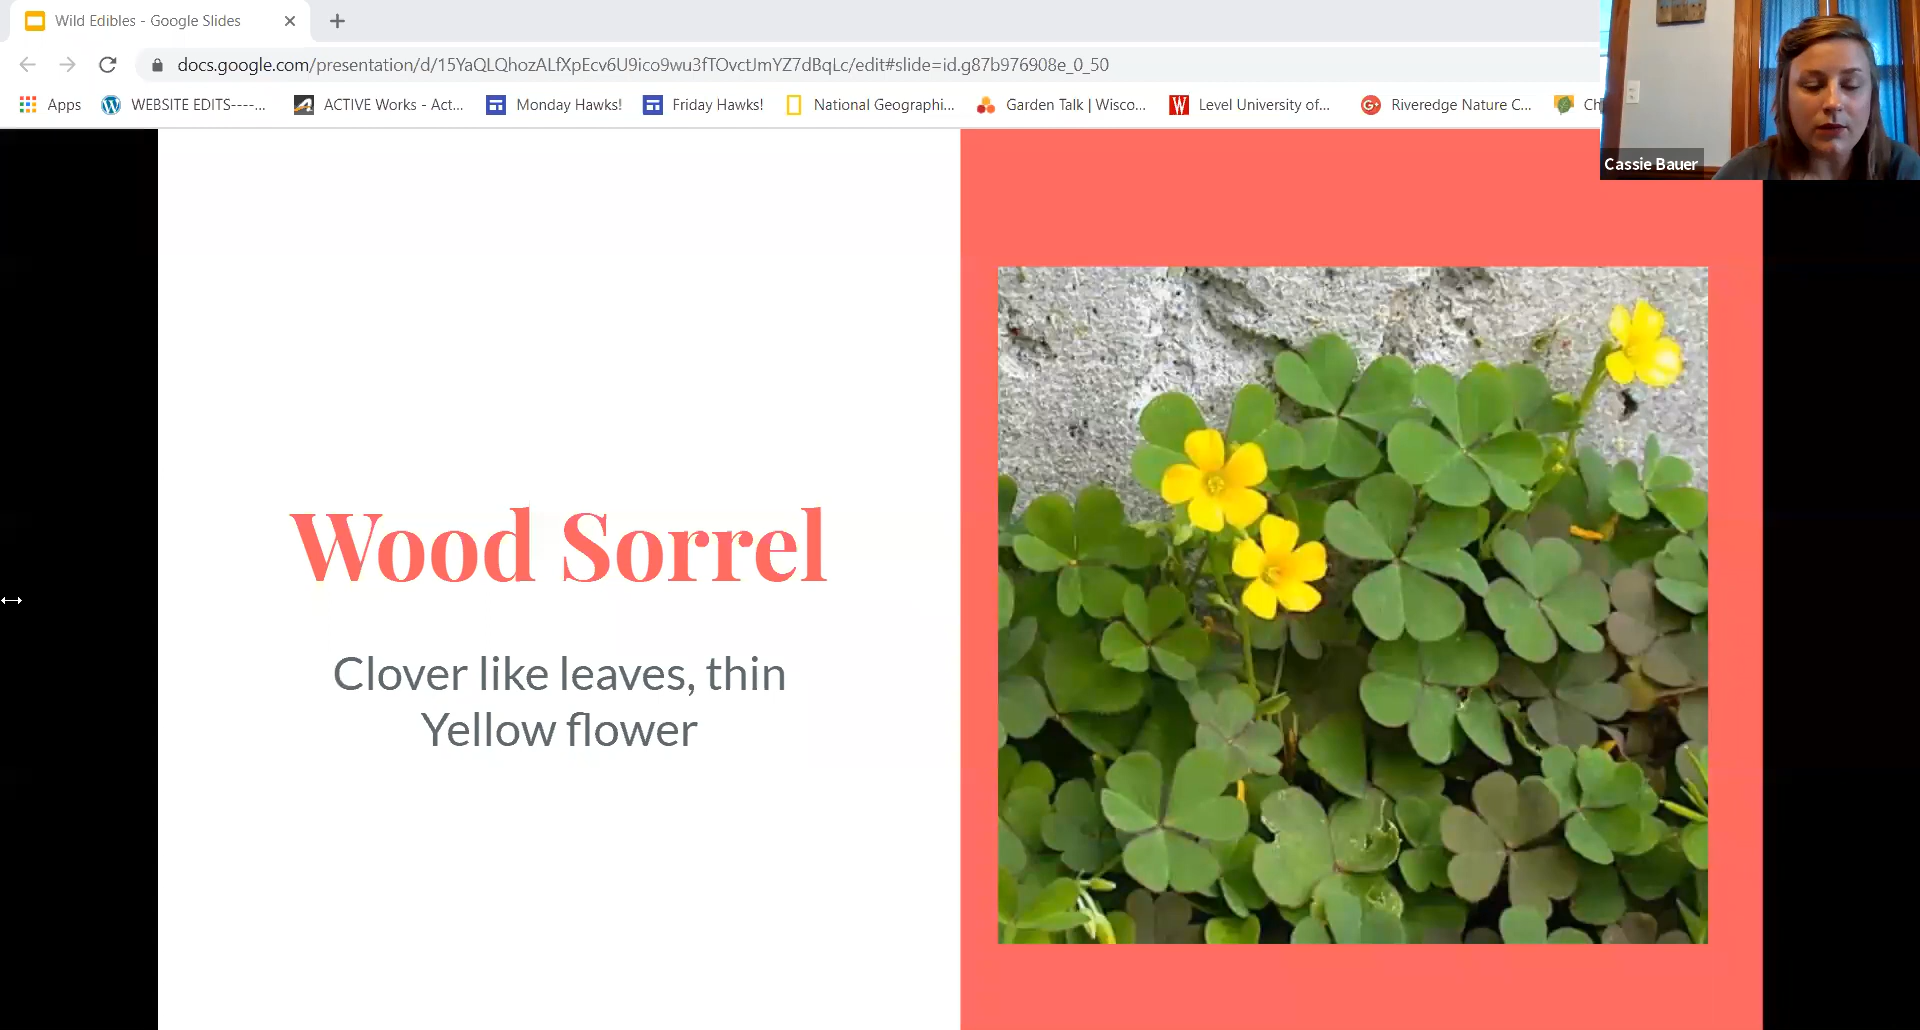 Wild Edibles - Google Slides
docs.google.com/presentation/d/15YaQLQhozALfXpEcv6U9ico9wu3fTOvctJmYZ7dBqLc/edit#slide=id.g87b976908e_0_50
Apps WEBSITE EDITS----... ACTIVE Works - Act... Monday Hawks! Friday Hawks! National Geographi... Garden Talk | Wisco... Level University of... Riveredge Nature C...
Cassie Bauer
Wood Sorrel
Clover like leaves, thin
Yellow flower